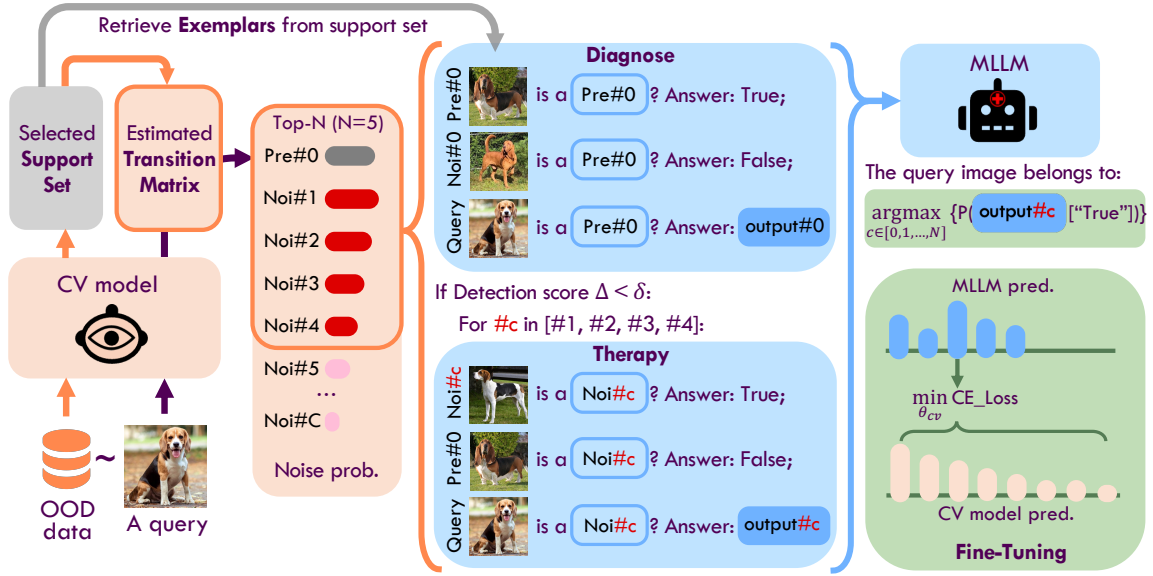 Retrieve Exemplars from support set
Selected
Support
Set
Estimated
Transition
Matrix
CV model
OOD
data
~
A query
Top-N (N=5)
Pre#0
Noi#1
Noi#2
Noi#3
Noi#4
Noi#5
...
Noi#C
Noise prob.
Diagnose
Pre#0 is a Pre#0 ? Answer: True;
Noi#0 is a Pre#0 ? Answer: False;
Query is a Pre#0 ? Answer: output#0
If Detection score Δ < δ:
For #c in [#1, #2, #3, #4]:
Therapy
Noi#c is a Noi#c ? Answer: True;
Pre#0 is a Noi#c ? Answer: False;
Query is a Noi#c ? Answer: output#c
MLLM
The query image belongs to:
argmax {P( output#c [“True”])}
c∈[0,1,...,N]
MLLM pred.
min CE_Loss
θcv
CV model pred.
Fine-Tuning